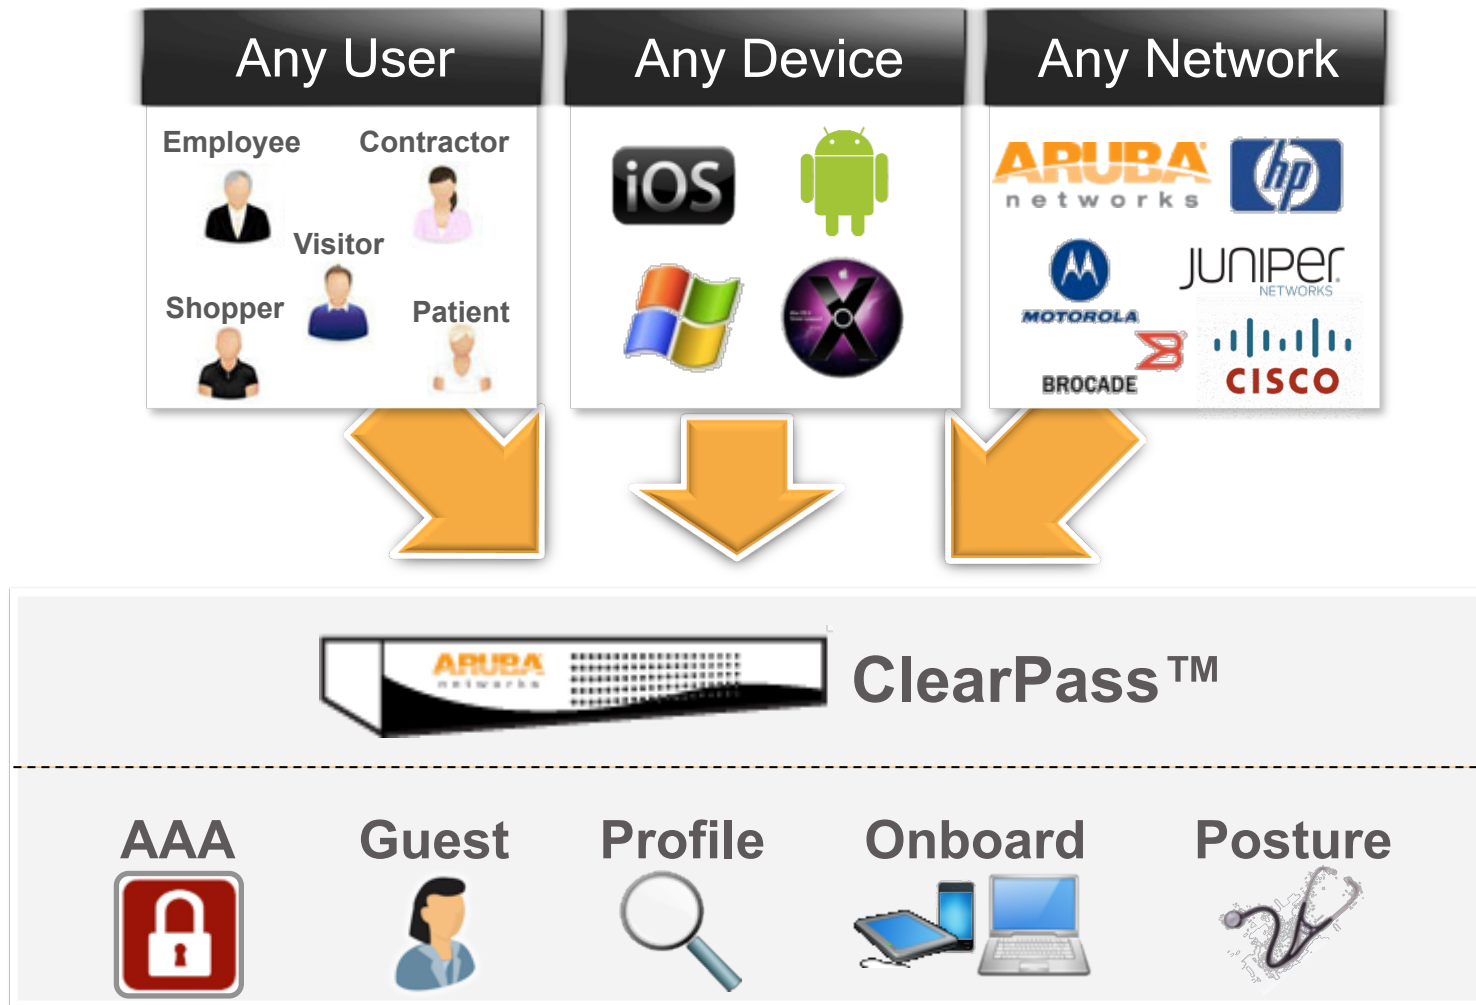 Any User
Any Device
Any Network
Employee
Contractor
Visitor
Shopper
Patient
iOS
X
ARUBA
networks
hp
MOTOROLA
JUNIPER
NETWORKS
BROCADE
CISCO
ARUBA
networks
ClearPass™
AAA
Guest
Profile
Onboard
Posture